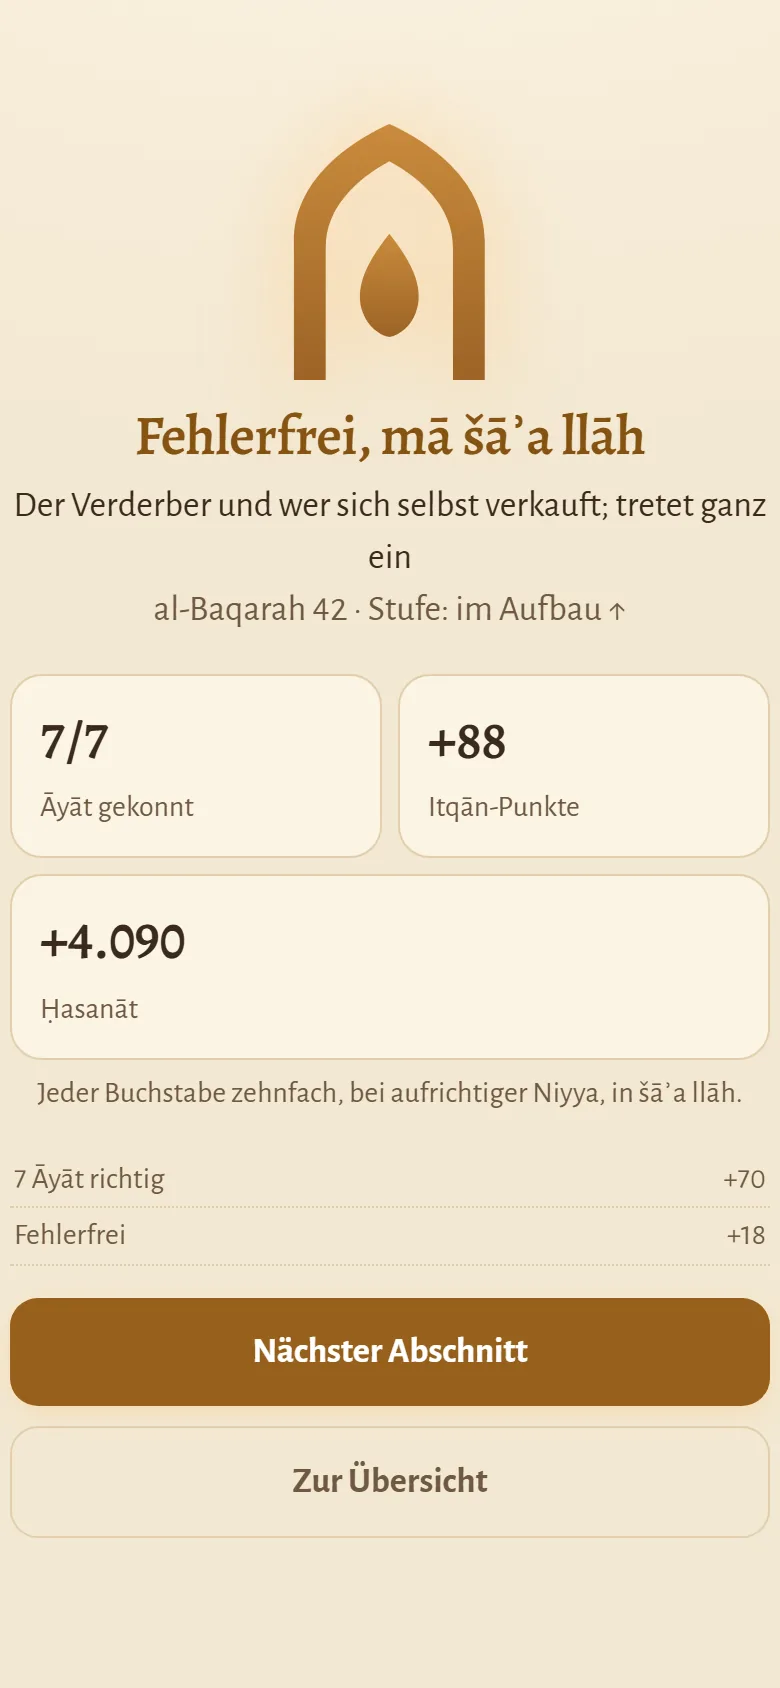 Fehlerfrei, mā šāʾa llāh
Der Verderber und wer sich selbst verkauft; tretet ganz
ein
al-Baqarah 42 · Stufe: im Aufbau ↑
7/7
Āyāt gekonnt
+88
Itqān-Punkte
+4.090
Ḥasanāt
Jeder Buchstabe zehnfach, bei aufrichtiger Niyya, in šāʾa llāh.
7 Āyāt richtig +70
Fehlerfrei +18
Nächster Abschnitt
Zur Übersicht